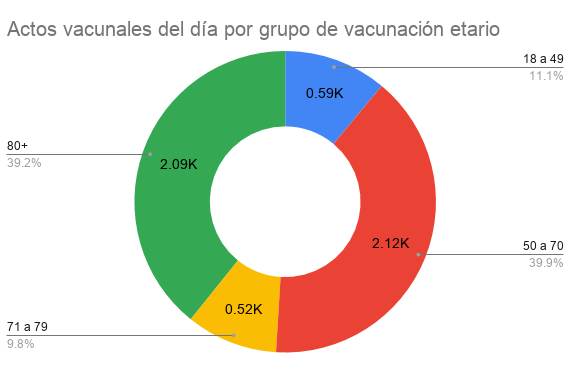 Actos vacunales del día por grupo de vacunación etario
18 a 49
11.1%
0.59K
80+
39.2%
2.09K
2.12K
50 a 70
39.9%
0.52K
71 a 79
9.8%